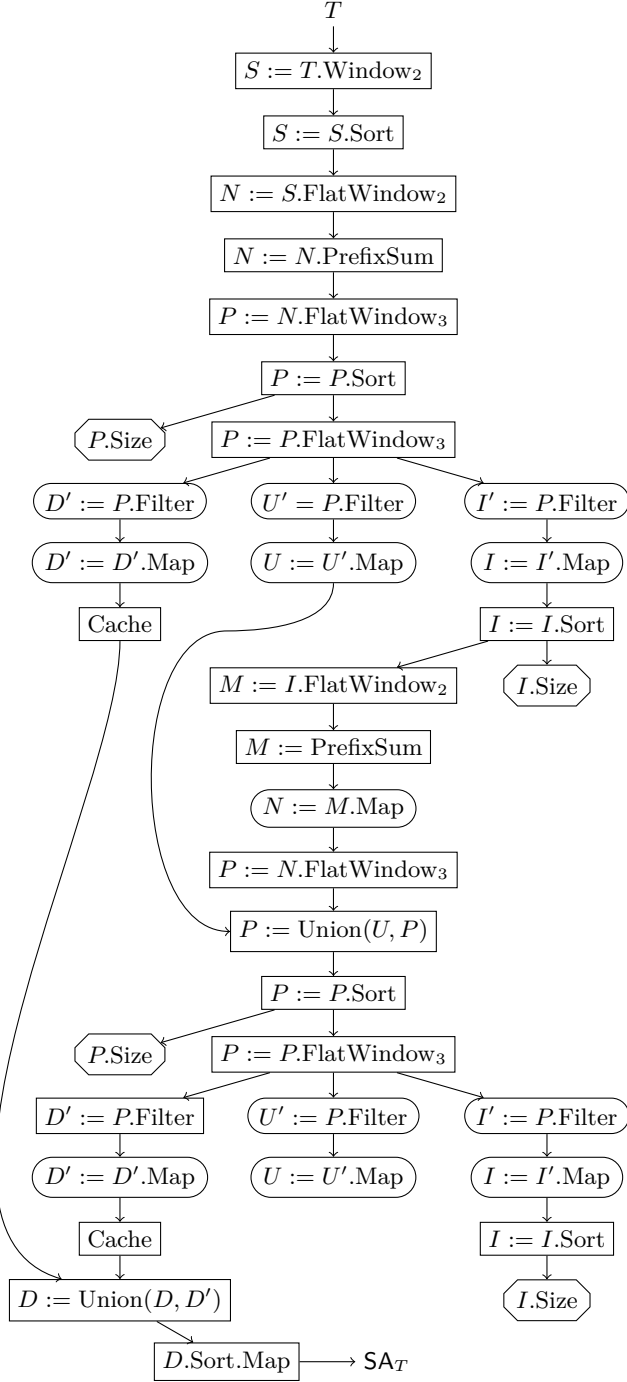 T
S := T.Window₂
S := S.Sort
N := S.FlatWindow₂
N := N.PrefixSum
P := N.FlatWindow₃
P := P.Sort
P.Size
P := P.FlatWindow₃
D′ := P.Filter
U′ = P.Filter
I′ := P.Filter
D′ := D′.Map
U := U′.Map
I := I′.Map
Cache
I := I.Sort
M := I.FlatWindow₂
I.Size
M := PrefixSum
N := M.Map
P := N.FlatWindow₃
P := Union(U, P)
P := P.Sort
P.Size
P := P.FlatWindow₃
D′ := P.Filter
U′ := P.Filter
I′ := P.Filter
D′ := D′.Map
U := U′.Map
I := I′.Map
Cache
I := I.Sort
D := Union(D, D′)
I.Size
D.Sort.Map
SA_T